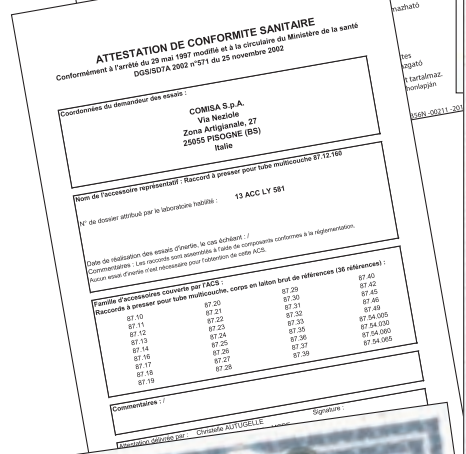 ATTESTATION DE CONFORMITE SANITAIRE
Conformèment à l'arrêté du 29 mai 1997 modifié et à la circulaire du Ministère de la santé
DGS/SD7A 2002 n°571 du 25 novembre 2002
Coordonnées du demandeur des essais :
COMISA S.p.A.
Via Neziole
Zona Artigianale, 27
25055 PISOGNE (BS)
Italie
Nom de l'accessoire représentatif : Raccord à presser pour tube multicouche 87.12.160
N° de dossier attribué par le laboratoire habilité : 13 ACC LY 581
Date de réalisation des essais d'inertie, le cas échéant : /
Commentaires : Les raccords sont assemblés à l'aide de composants conformes à la réglementation.
Aucun essai d'inertie n'est nécessaire pour l'obtention de cette ACS.
Famille d'accessoires couverte par l'ACS :
Raccords à presser pour tube multicouche, corps en laiton brut de références (36 références) :
87.10 87.20 87.29 87.40
87.11 87.21 87.30 87.42
87.12 87.22 87.31 87.45
87.13 87.23 87.32 87.46
87.14 87.24 87.33 87.49
87.16 87.25 87.35 87.54.005
87.17 87.26 87.36 87.54.030
87.18 87.27 87.37 87.54.060
87.19 87.28 87.39 87.54.065
Commentaires : /
Attestation délivrée par : Christelle AUTUGELLE
Signature :
mazható
tes
zgató
t tartalmaz.
honlapján
356N -00211 -201